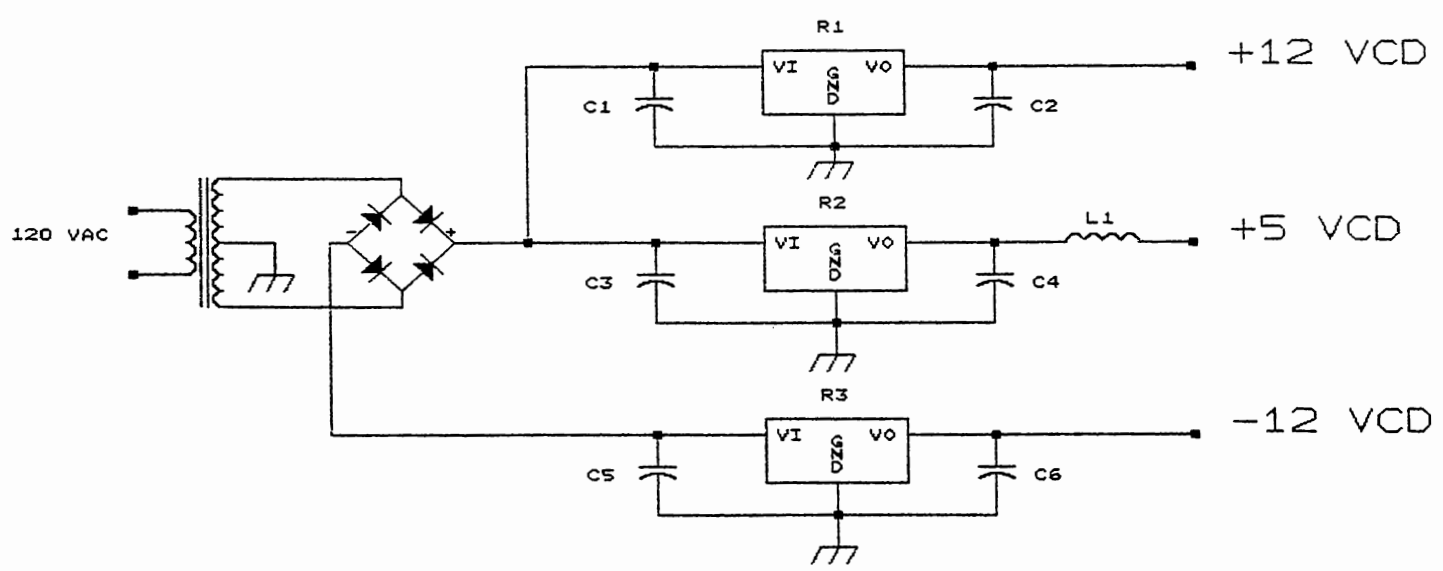 R1
+12 VCD
VI
VO
GND
C1
C2
R2
L1
+5 VCD
120 VAC
-
+
VI
VO
GND
C3
C4
R3
-12 VCD
VI
VO
GND
C5
C6